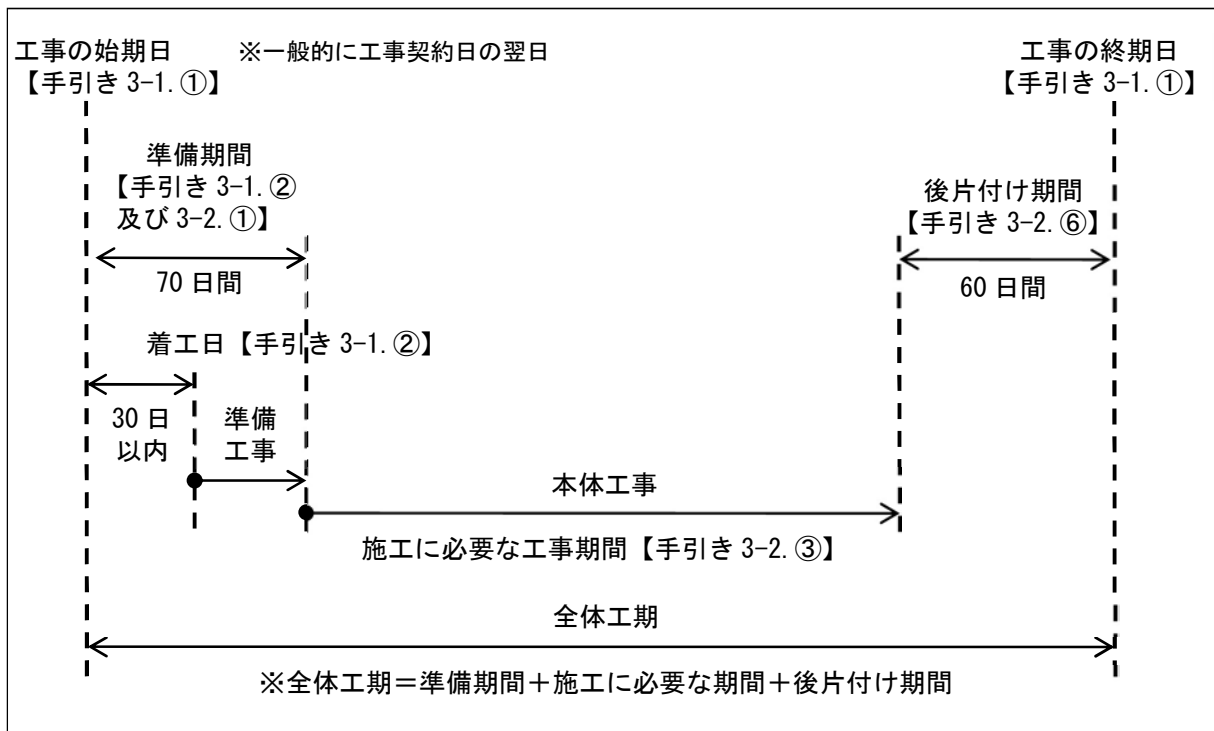 工事の始期日 ※一般的に工事契約日の翌日
【手引き 3-1.①】
工事の終期日
【手引き 3-1.①】
準備期間
【手引き 3-1.②
及び 3-2.①】
70 日間
後片付け期間
【手引き 3-2.⑥】
60 日間
着工日【手引き 3-1.②】
30 日
以内
準備
工事
本体工事
施工に必要な工事期間【手引き 3-2.③】
全体工期
※全体工期＝準備期間＋施工に必要な期間＋後片付け期間